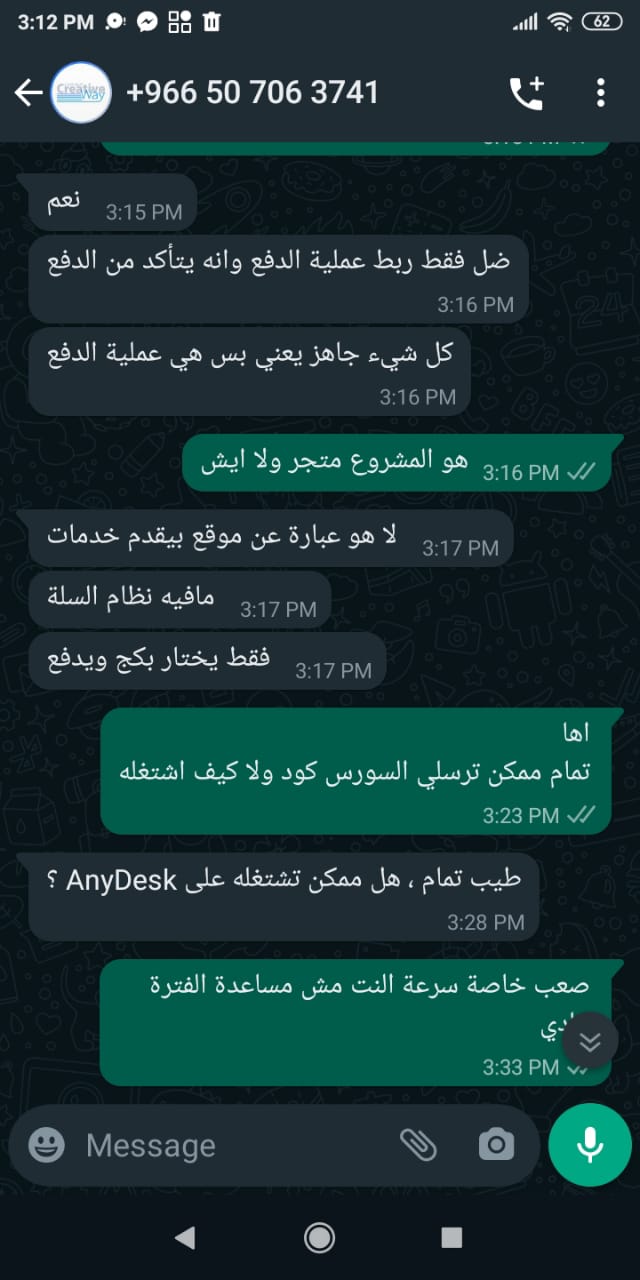 3:12 PM
62
Creative
Way
+966 50 706 3741
نعم
3:15 PM
ضل فقط ربط عملية الدفع وانه يتأكد من الدفع
3:16 PM
كل شيء جاهز يعني بس هي عملية الدفع
3:16 PM
هو المشروع متجر ولا ايش
3:16 PM
لا هو عبارة عن موقع بيقدم خدمات
3:17 PM
مافيه نظام السلة
3:17 PM
فقط يختار بكج ويدفع
3:17 PM
اها
تمام ممكن ترسلي السورس كود ولا كيف اشتغله
3:23 PM
طيب تمام ، هل ممكن تشتغله على AnyDesk ؟
3:28 PM
صعب خاصة سرعة النت مش مساعدة الفترة
3:33 PM
Message